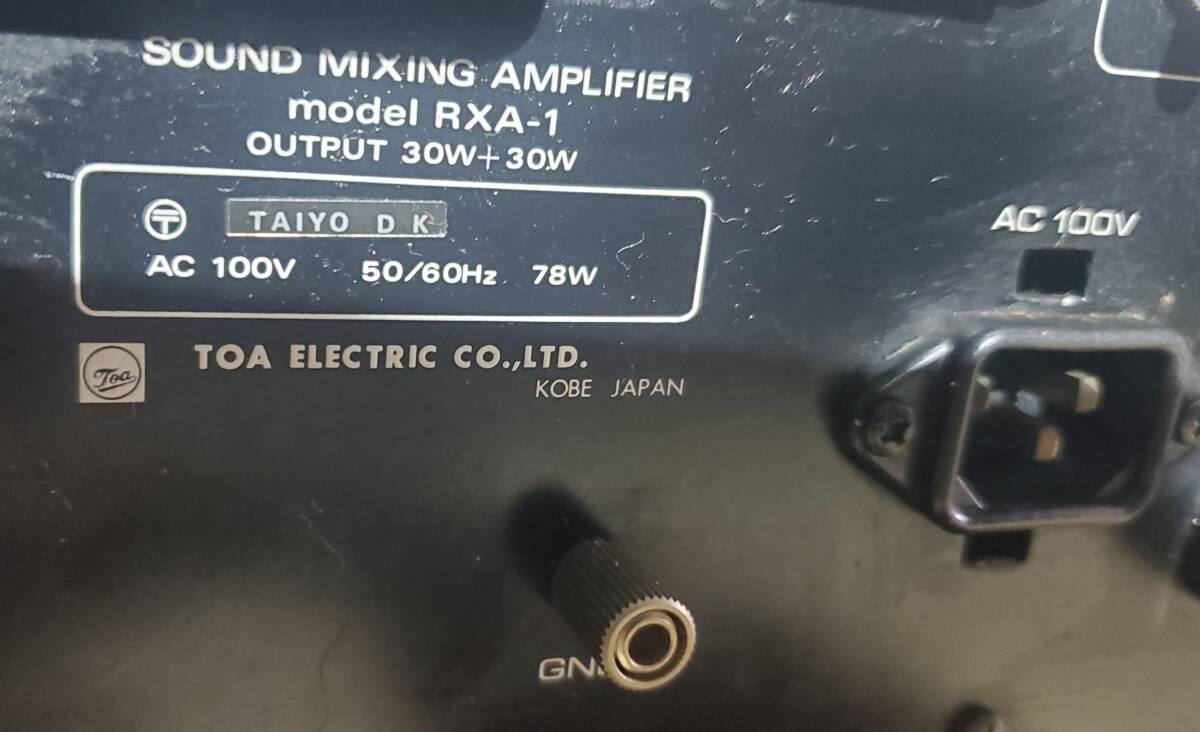 SOUND MIXING AMPLIFIER
model RXA-1
OUTPUT 30W+30W
TAIYO D K
AC 100V 50/60Hz 78W
Toa
TOA ELECTRIC CO.,LTD.
KOBE JAPAN
AC 100V